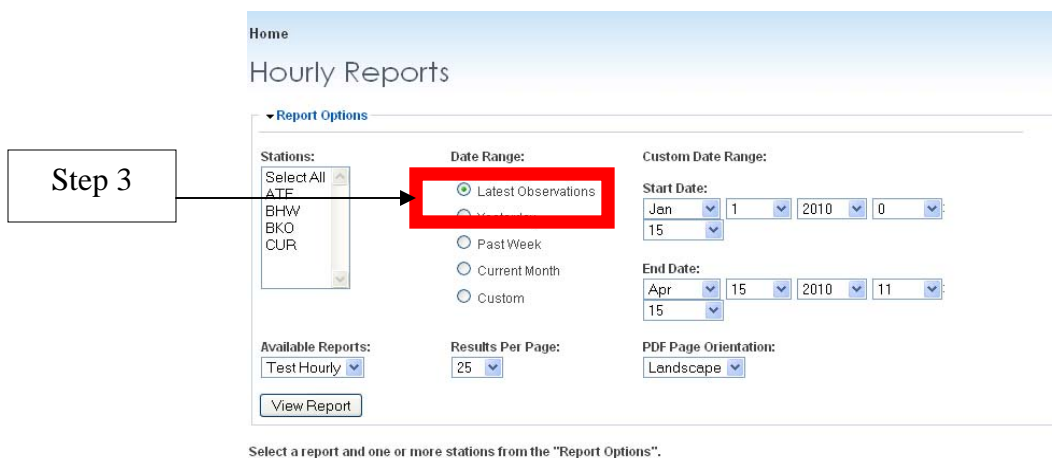 Home
Hourly Reports
Report Options
Step 3
Stations:
Select All
ATE
BHW
BKO
CUR
Date Range:
Latest Observations
Yesterday
Past Week
Current Month
Custom
Custom Date Range:
Start Date:
Jan 1 2010 0 :
15
End Date:
Apr 15 2010 11 :
15
Available Reports:
Test Hourly
Results Per Page:
25
PDF Page Orientation:
Landscape
View Report
Select a report and one or more stations from the "Report Options".